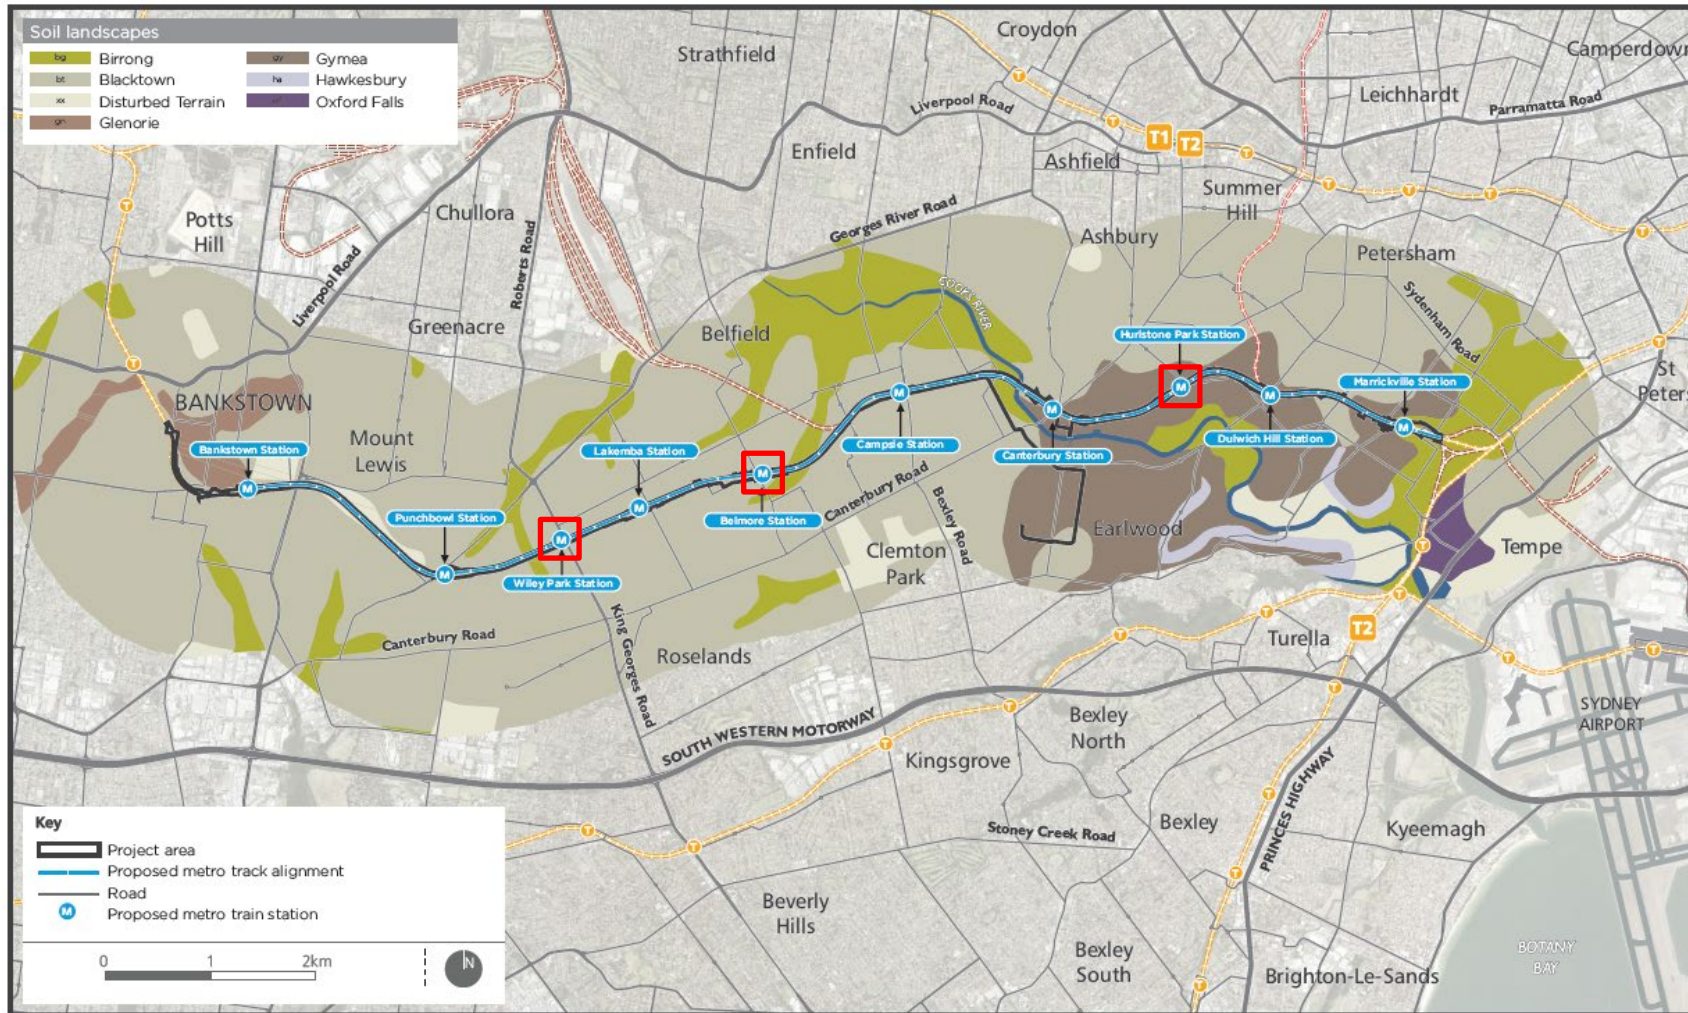 Soil landscapes
bg Birrong
bt Blacktown
xx Disturbed Terrain
gn Glenorie
gy Gymea
ha Hawkesbury
Oxford Falls
Strathfield
Croydon
Camperdown
Leichhardt
Parramatta Road
Liverpool Road
T1
T2
Enfield
Ashfield
Summer
Hill
Potts
Hill
Chullora
Roberts Road
Liverpool Road
Georges River Road
Ashbury
Petersham
COOKS RIVER
Sydenham Road
Greenacre
Belfield
Hurlstone Park Station
St
Peters
BANKSTOWN
Marrickville Station
Mount
Lewis
Bankstown Station
Lakemba Station
Campsie Station
Canterbury Station
Dulwich Hill Station
Punchbowl Station
Belmore Station
Canterbury Road
Bexley Road
Earlwood
Clemton
Park
Tempe
Wiley Park Station
Canterbury Road
King Georges Road
Roselands
Turella
T2
SOUTH WESTERN MOTORWAY
Bexley
North
SYDNEY
AIRPORT
Kingsgrove
PRINCES HIGHWAY
Stoney Creek Road
Bexley
Kyeemagh
Beverly
Hills
Bexley
South
Brighton-Le-Sands
BOTANY
BAY
Key
Project area
Proposed metro track alignment
Road
M Proposed metro train station
0 1 2km
N